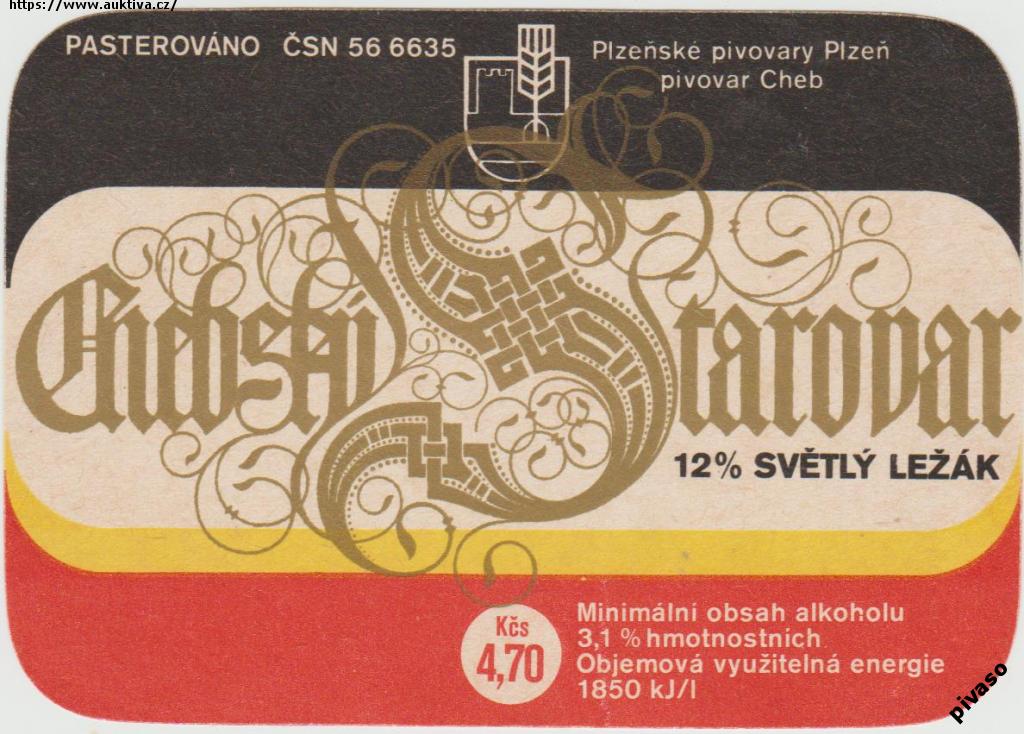 https://www.auktiva.cz/
PASTEROVÁNO ČSN 56 6635
Plzeňské pivovary Plzeň
pivovar Cheb
Chebský Starovar
12% SVĚTLÝ LEŽÁK
Kčs
4,70
Minimální obsah alkoholu
3,1 % hmotnostních
Objemová využitelná energie
1850 kJ/l
pivaso